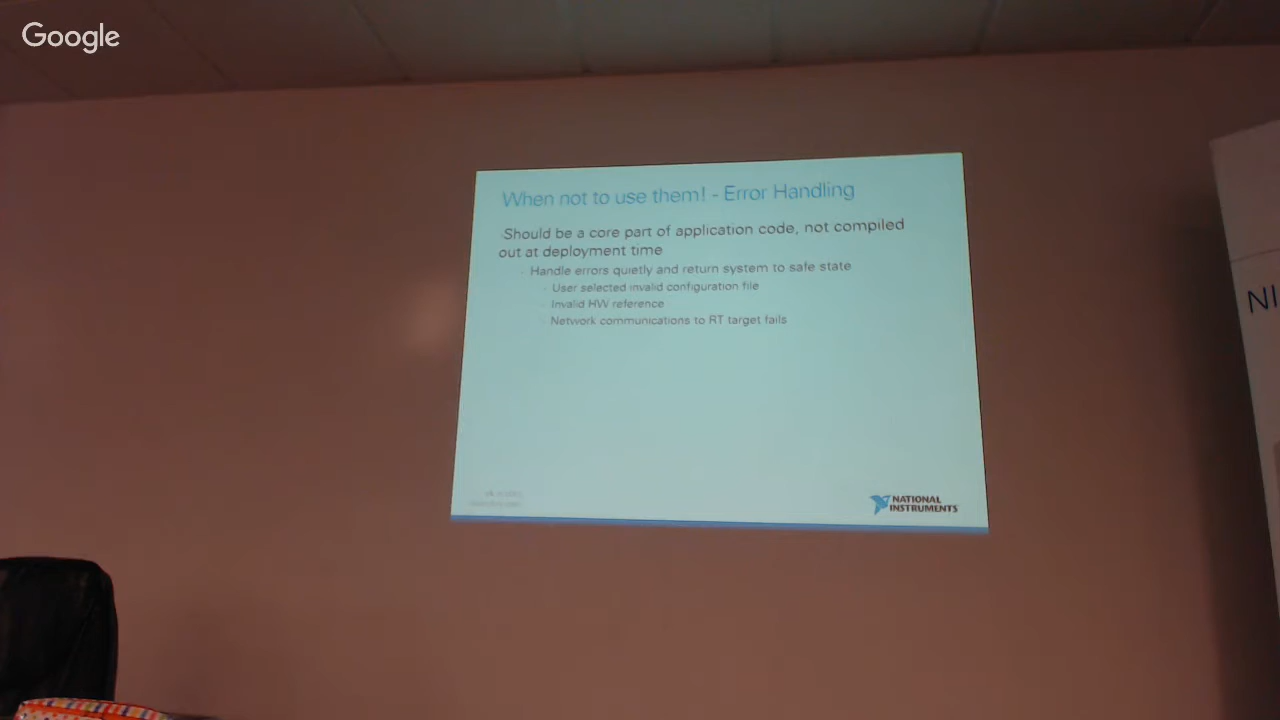 Google
When not to use them! - Error Handling
Should be a core part of application code, not compiled
out at deployment time
Handle errors quietly and return system to safe state
User selected invalid configuration file
Invalid HW reference
Network communications to RT target fails
NATIONAL
INSTRUMENTS
NI